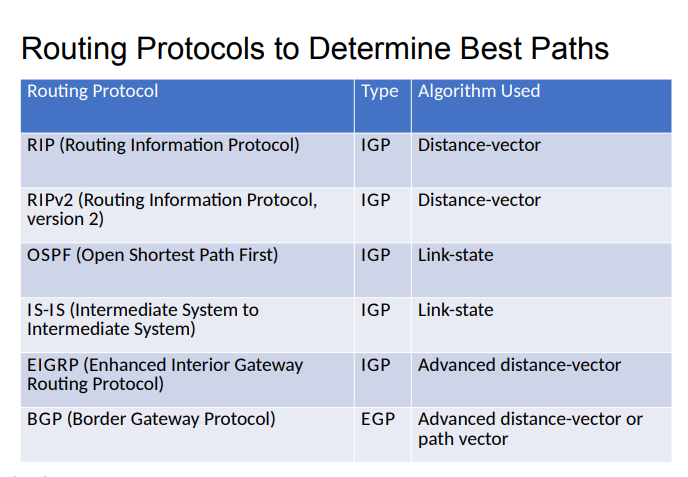 Routing Protocols to Determine Best Paths
Routing Protocol Type Algorithm Used
RIP (Routing Information Protocol) IGP Distance-vector
RIPv2 (Routing Information Protocol, IGP Distance-vector
version 2)
OSPF (Open Shortest Path First) IGP Link-state
IS-IS (Intermediate System to IGP Link-state
Intermediate System)
EIGRP (Enhanced Interior Gateway IGP Advanced distance-vector
Routing Protocol)
BGP (Border Gateway Protocol) EGP Advanced distance-vector or
path vector